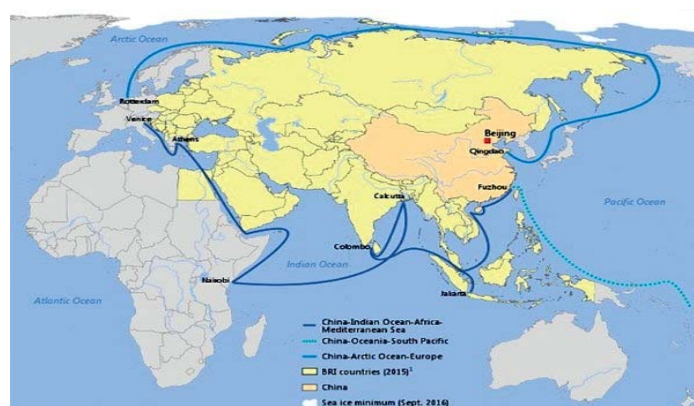 Arctic Ocean
Rotterdam
Venice
Athens
Beijing
Qingdao
Fuzhou
Calcutta
Pacific Ocean
Colombo
Indian Ocean
Nairobi
Jakarta
Atlantic Ocean
China-Indian Ocean-Africa-
Mediterranean Sea
China-Oceania-South Pacific
China-Arctic Ocean-Europe
BRI countries (2015)¹
China
Sea ice minimum (Sept. 2016)